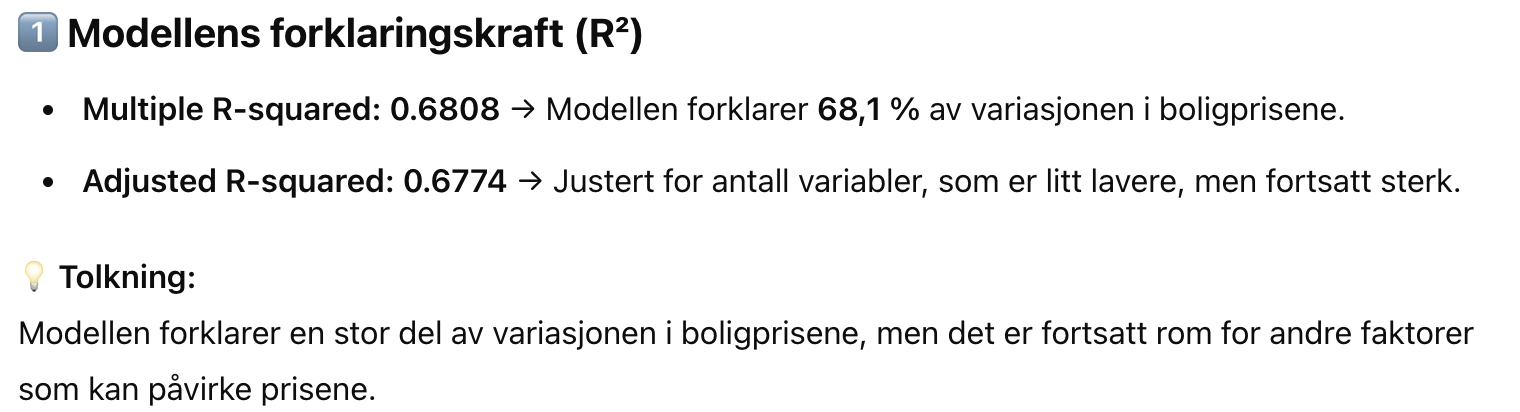 1️⃣ Modellens forklaringskraft (R²)
• Multiple R-squared: 0.6808 → Modellen forklarer 68,1 % av variasjonen i boligprisene.
• Adjusted R-squared: 0.6774 → Justert for antall variabler, som er litt lavere, men fortsatt sterk.
💡 Tolkning:
Modellen forklarer en stor del av variasjonen i boligprisene, men det er fortsatt rom for andre faktorer
som kan påvirke prisene.